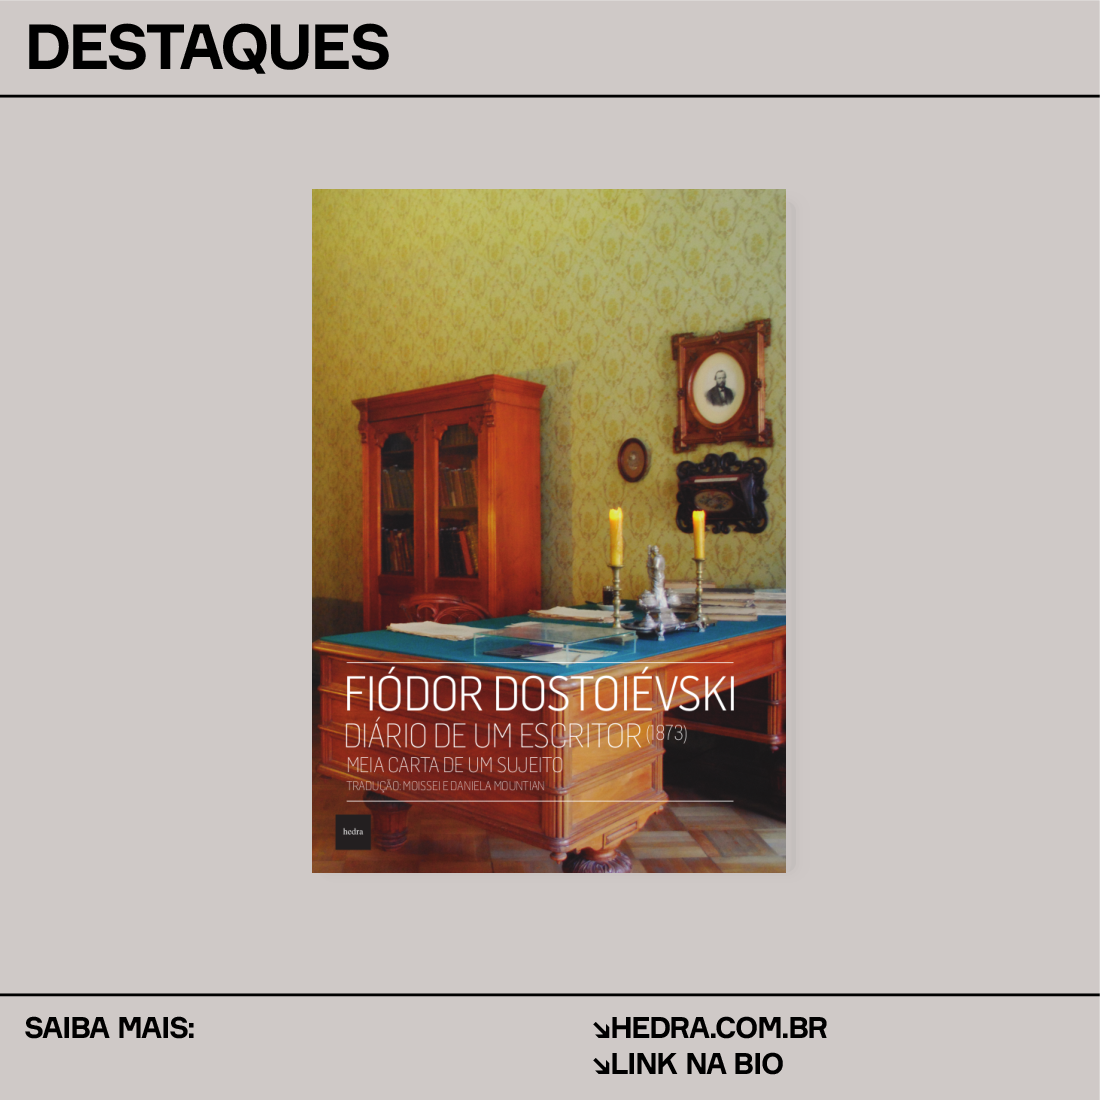 DESTAQUES
FIÓDOR DOSTOIÉVSKI
DIÁRIO DE UM ESCRITOR (1873)
MEIA CARTA DE UM SUJEITO
TRADUÇÃO: MOISSEI E DANIELA MOUNTIAN
hedra
SAIBA MAIS:
↘HEDRA.COM.BR
↘LINK NA BIO